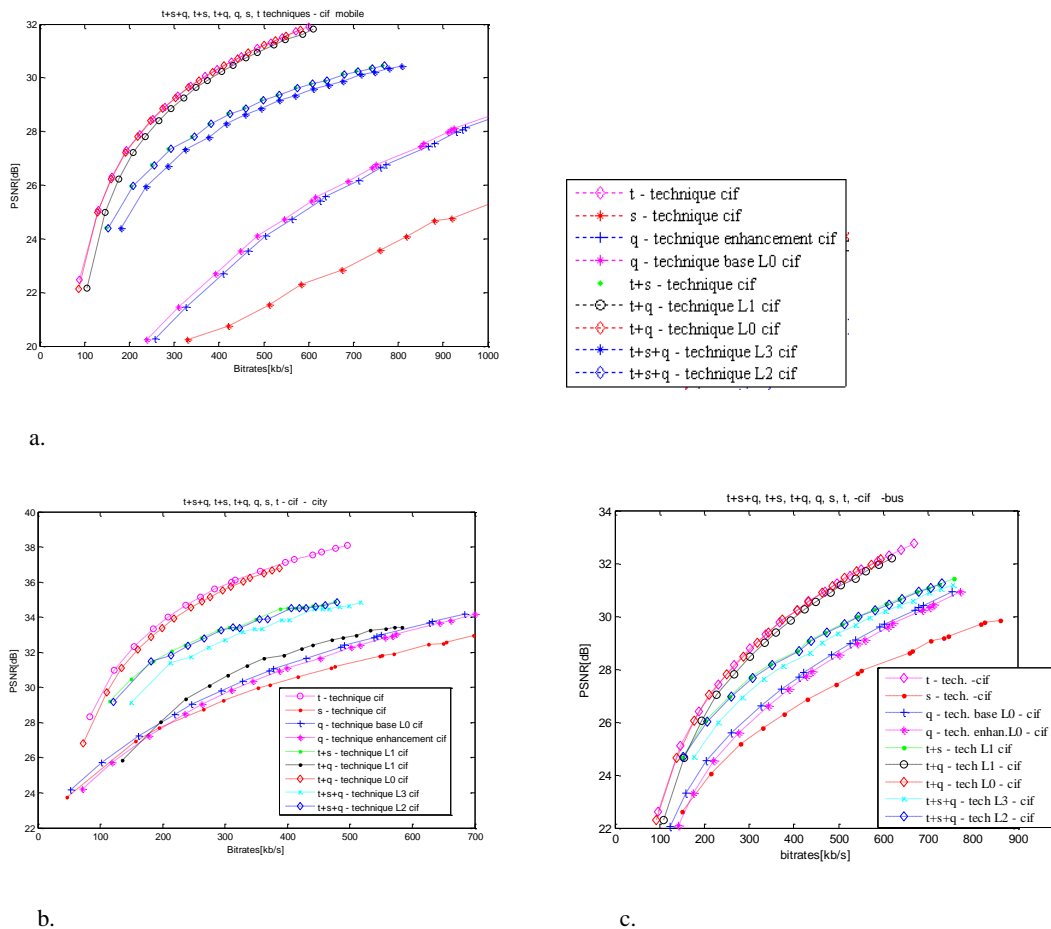 t+s+q, t+s, t+q, q, s, t techniques - cif mobile
32
30
28
26
24
22
20
PSNR[dB]
0 100 200 300 400 500 600 700 800 900 1000
Bitrates[kb/s]
t - technique cif
s - technique cif
q - technique enhancement cif
q - technique base L0 cif
t+s - technique cif
t+q - technique L1 cif
t+q - technique L0 cif
t+s+q - technique L3 cif
t+s+q - technique L2 cif
a.
t+s+q, t+s, t+q, q, s, t - cif - city
40
38
36
34
32
30
28
26
24
22
PSNR[dB]
0 100 200 300 400 500 600 700
Bitrates[kb/s]
t - technique cif
s - technique cif
q - technique base L0 cif
q - technique enhancement cif
t+s - technique L1 cif
t+q - technique L1 cif
t+q - technique L0 cif
t+s+q - technique L3 cif
t+s+q - technique L2 cif
b.
t+s+q, t+s, t+q, q, s, t, -cif -bus
34
32
30
28
26
24
22
PSNR[dB]
0 100 200 300 400 500 600 700 800 900
bitrates[kb/s]
t - tech. -cif
s - tech. -cif
q - tech. base L0 - cif
q - tech. enhan.L0 - cif
t+s - tech L1 cif
t+q - tech L1 - cif
t+q - tech L0 - cif
t+s+q - tech L3 - cif
t+s+q - tech L2 - cif
c.